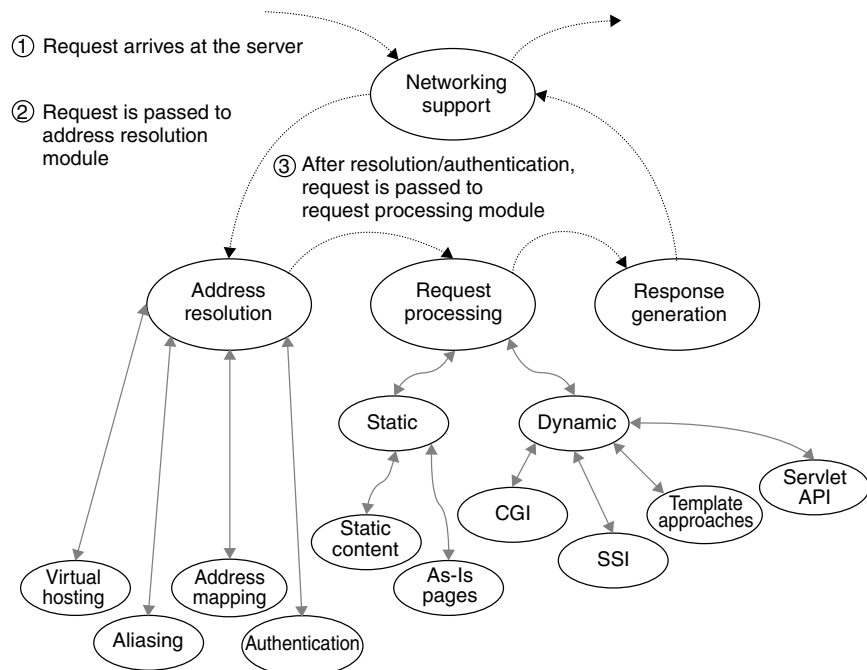 ① Request arrives at the server
Networking
support
② Request is passed to
address resolution
module
③ After resolution/authentication,
request is passed to
request processing module
Address
resolution
Request
processing
Response
generation
Static
Dynamic
Servlet
API
Static
content
CGI
Template
approaches
SSI
Virtual
hosting
Address
mapping
As-Is
pages
Aliasing
Authentication